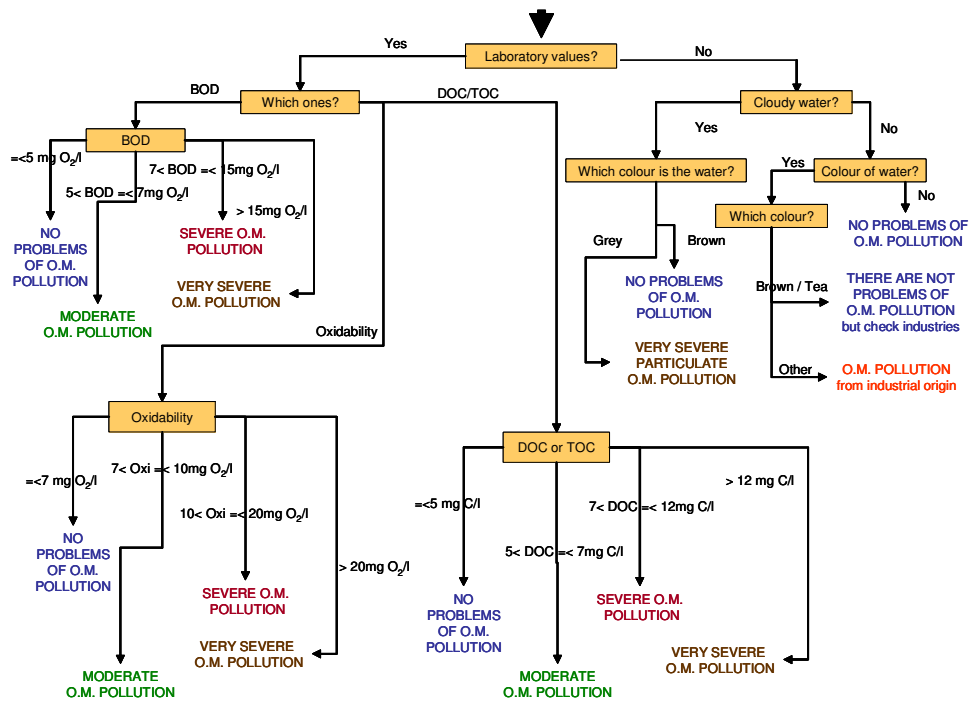 Laboratory values?
Yes
No
Which ones?
BOD
DOC/TOC
Cloudy water?
Yes
No
BOD
=<5 mg O2/l
5< BOD =< 7mg O2/l
7< BOD =< 15mg O2/l
> 15mg O2/l
NO
PROBLEMS
OF O.M.
POLLUTION
SEVERE O.M.
POLLUTION
VERY SEVERE
O.M. POLLUTION
MODERATE
O.M. POLLUTION
Oxidability
Which colour is the water?
Grey
Brown
NO PROBLEMS
OF O.M.
POLLUTION
VERY SEVERE
PARTICULATE
O.M. POLLUTION
Colour of water?
Yes
No
Which colour?
NO PROBLEMS OF
O.M. POLLUTION
Brown / Tea
THERE ARE NOT
PROBLEMS OF
O.M. POLLUTION
but check industries
Other
O.M. POLLUTION
from industrial origin
Oxidability
=<7 mg O2/l
7< Oxi =< 10mg O2/l
10< Oxi =< 20mg O2/l
> 20mg O2/l
NO
PROBLEMS
OF O.M.
POLLUTION
SEVERE O.M.
POLLUTION
VERY SEVERE
O.M. POLLUTION
MODERATE
O.M. POLLUTION
DOC or TOC
=<5 mg C/l
5< DOC =< 7mg C/l
7< DOC =< 12mg C/l
> 12 mg C/l
NO
PROBLEMS
OF O.M.
POLLUTION
SEVERE O.M.
POLLUTION
VERY SEVERE
O.M. POLLUTION
MODERATE
O.M. POLLUTION